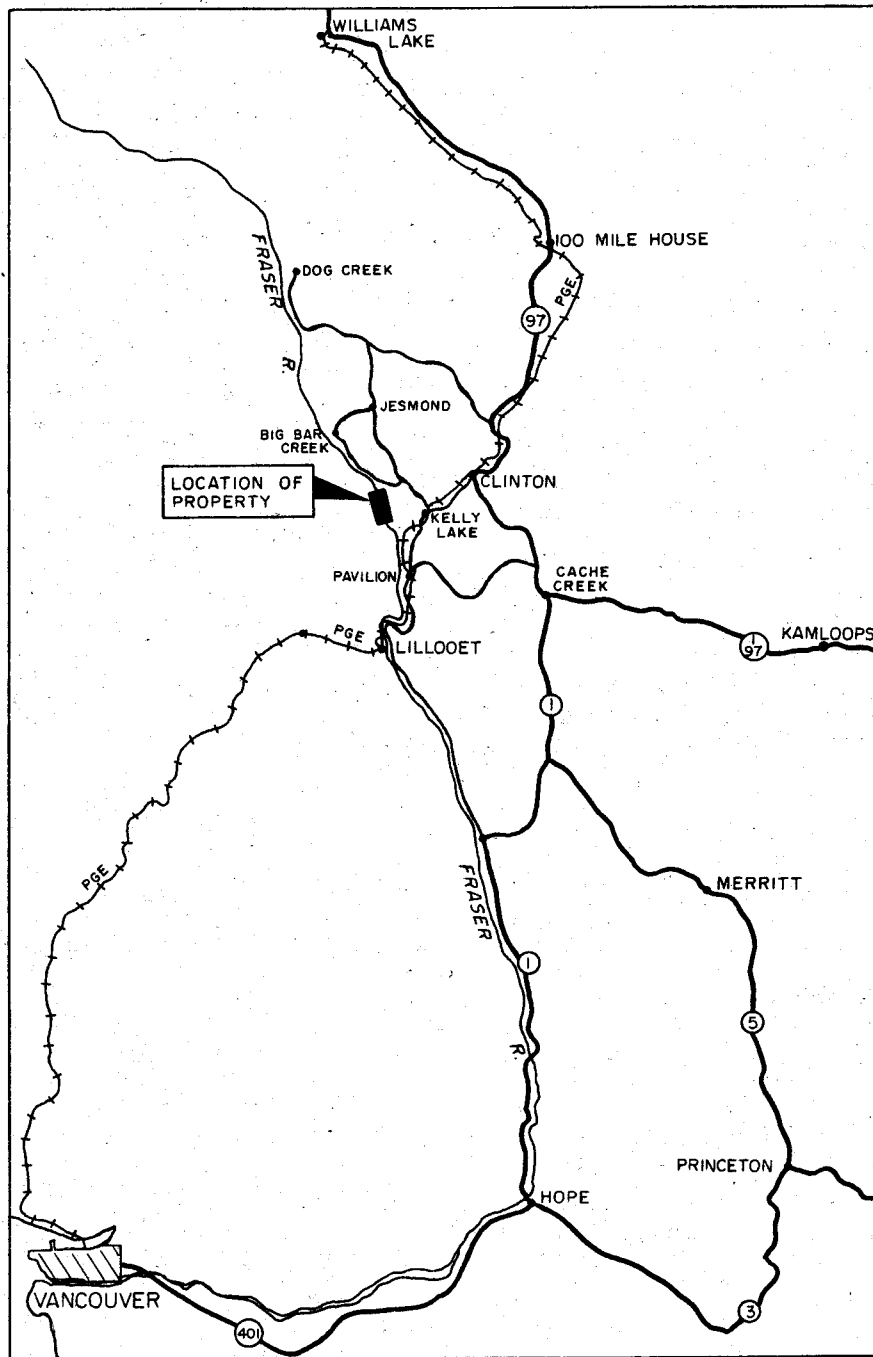 WILLIAMS
LAKE
100 MILE HOUSE
FRASER
R.
DOG CREEK
PGE
97
JESMOND
BIG BAR
CREEK
LOCATION OF
PROPERTY
CLINTON
KELLY
LAKE
PAVILION
CACHE
CREEK
KAMLOOPS
1
97
PGE
LILLOOET
1
PGE
FRASER
R.
MERRITT
1
5
PRINCETON
HOPE
VANCOUVER
401
3